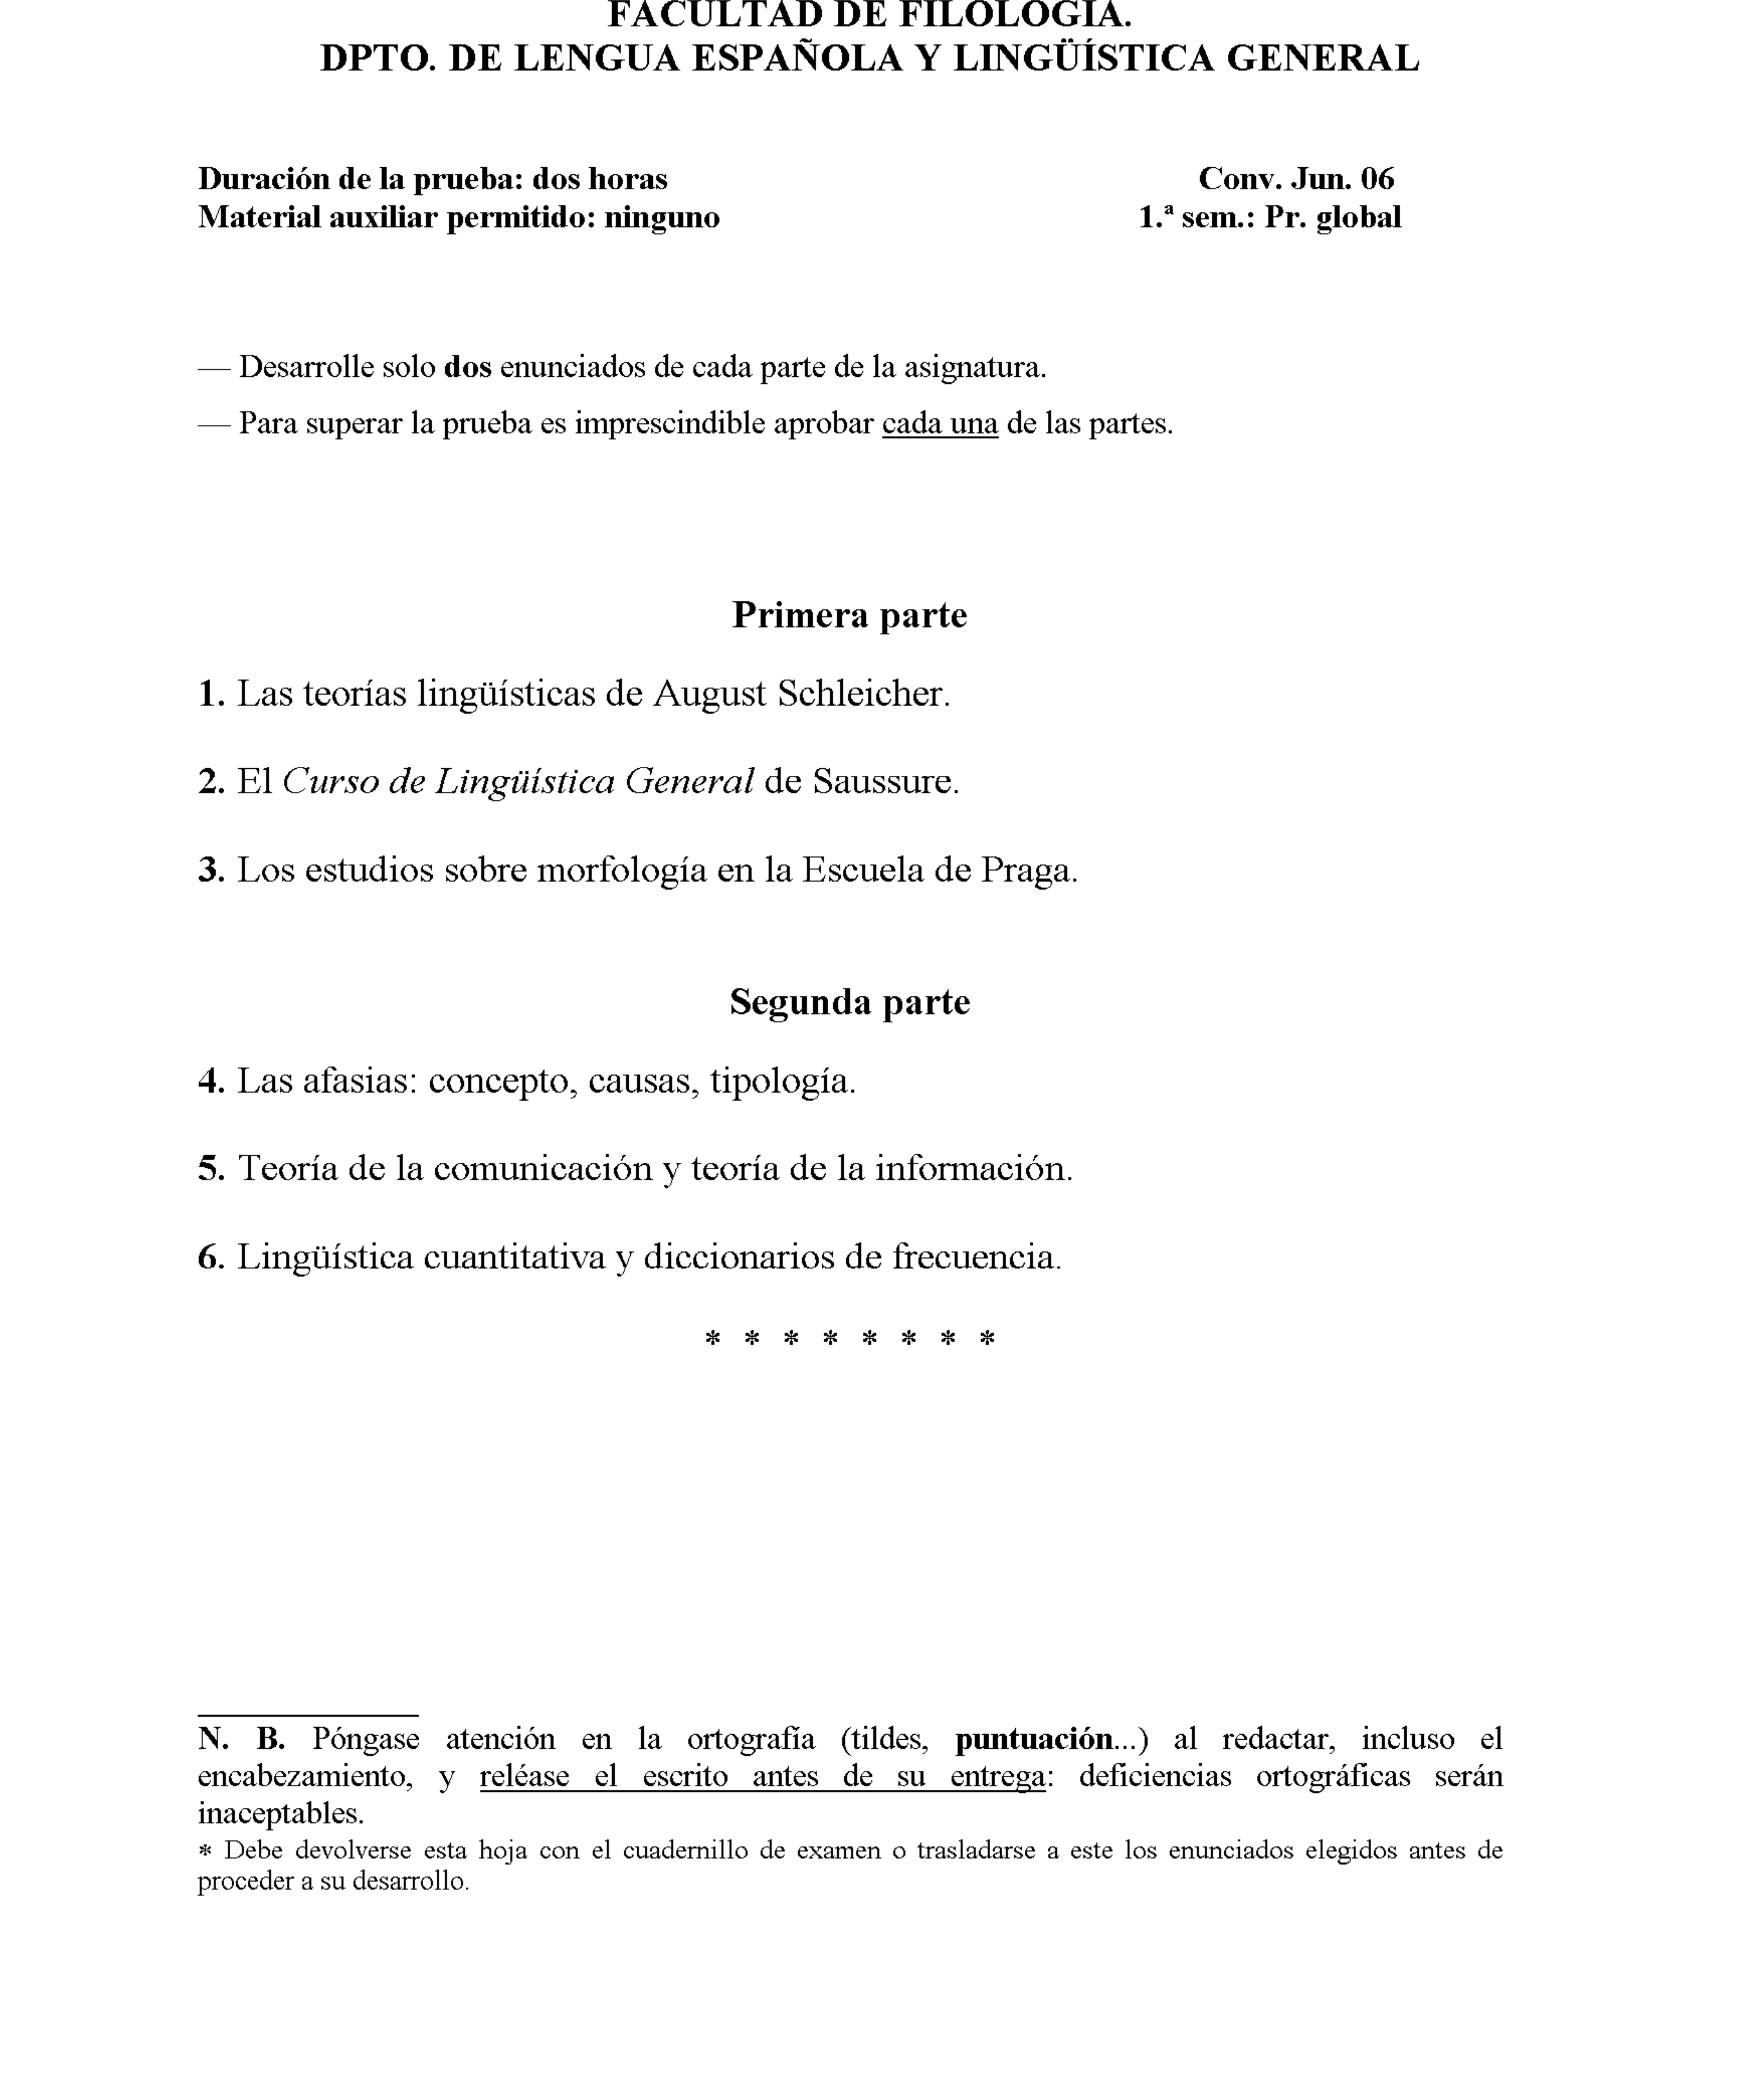 FACULTAD DE FILOLOGÍA.
DPTO. DE LENGUA ESPAÑOLA Y LINGÜÍSTICA GENERAL
Duración de la prueba: dos horas Conv. Jun. 06
Material auxiliar permitido: ninguno 1.ª sem.: Pr. global
— Desarrolle solo dos enunciados de cada parte de la asignatura.
— Para superar la prueba es imprescindible aprobar cada una de las partes.
Primera parte
1. Las teorías lingüísticas de August Schleicher.
2. El Curso de Lingüística General de Saussure.
3. Los estudios sobre morfología en la Escuela de Praga.
Segunda parte
4. Las afasias: concepto, causas, tipología.
5. Teoría de la comunicación y teoría de la información.
6. Lingüística cuantitativa y diccionarios de frecuencia.
* * * * * * * *
N. B. Póngase atención en la ortografía (tildes, puntuación...) al redactar, incluso el
encabezamiento, y reléase el escrito antes de su entrega: deficiencias ortográficas serán
inaceptables.
* Debe devolverse esta hoja con el cuadernillo de examen o trasladarse a este los enunciados elegidos antes de
proceder a su desarrollo.